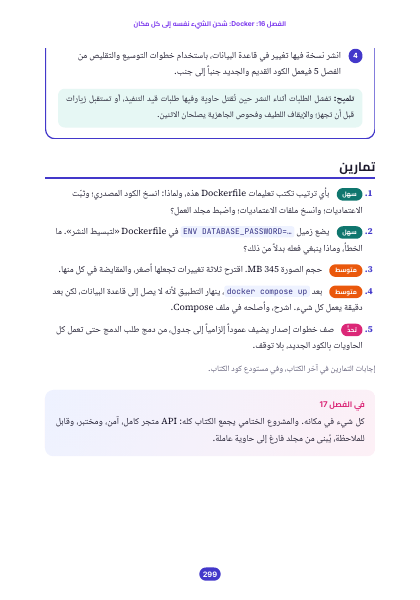 الفصل 16: Docker: شحن الشيء نفسه إلى كل مكان
4 انشر نسخة فيها تغيير في قاعدة البيانات، باستخدام خطوات التوسيع والتقليص من
الفصل 5 فيعمل الكود القديم والجديد جنباً إلى جنب.
تلميح: تفشل الطلبات أثناء النشر حين تُقتل حاوية وفيها طلبات قيد التنفيذ، أو تستقبل زيارات
قبل أن تجهز؛ والإيقاف اللطيف وفحوص الجاهزية يصلحان الاثنين.
تمارين
1. سهل بأي ترتيب تكتب تعليمات Dockerfile هذه، ولماذا: انسخ الكود المصدري؛ وثبّت
الاعتماديات؛ وانسخ ملفات الاعتماديات؛ واضبط مجلد العمل؟
2. سهل يضع زميل ENV DATABASE_PASSWORD=… في Dockerfile «لتبسيط النشر». ما
الخطأ، وماذا ينبغي فعله بدلاً من ذلك؟
3. متوسط حجم الصورة 345 MB. اقترح ثلاثة تغييرات تجعلها أصغر، والمقايضة في كل منها.
4. متوسط بعد docker compose up، ينهار التطبيق لأنه لا يصل إلى قاعدة البيانات، لكن بعد
دقيقة يعمل كل شيء. اشرح، وأصلحه في ملف Compose.
5. تحدٍّ صف خطوات إصدار يضيف عموداً إلزامياً إلى جدول، من دمج طلب الدمج حتى تعمل كل
الحاويات بالكود الجديد، بلا توقف.
إجابات التمارين في آخر الكتاب، وفي مستودع كود الكتاب.
في الفصل 17
كل شيء في مكانه. والمشروع الختامي يجمع الكتاب كله: API متجر كامل، آمن، ومختبر، وقابل
للملاحظة، يُبنى من مجلد فارغ إلى حاوية عاملة.
299